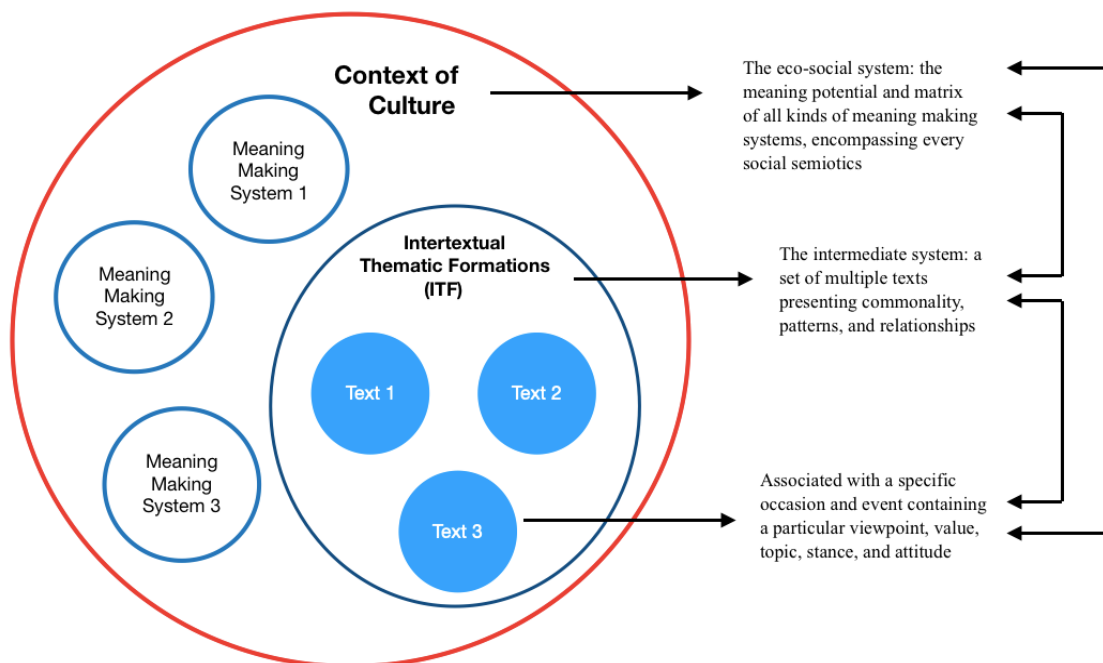 Context of
Culture
The eco-social system: the
meaning potential and matrix
of all kinds of meaning making
systems, encompassing every
social semiotics
Meaning
Making
System 1
Meaning
Making
System 2
Meaning
Making
System 3
Intertextual
Thematic Formations
(ITF)
The intermediate system: a
set of multiple texts
presenting commonality,
patterns, and relationships
Text 1
Text 2
Text 3
Associated with a specific
occasion and event containing
a particular viewpoint, value,
topic, stance, and attitude